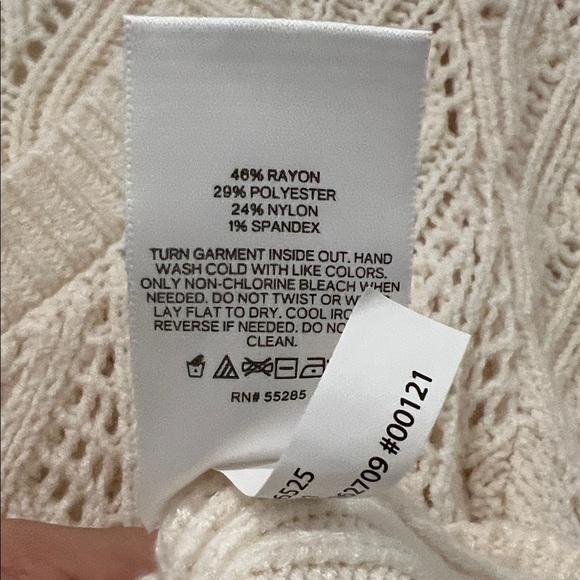 46% RAYON
29% POLYESTER
24% NYLON
1% SPANDEX
TURN GARMENT INSIDE OUT. HAND
WASH COLD WITH LIKE COLORS.
ONLY NON-CHLORINE BLEACH WHEN
NEEDED. DO NOT TWIST OR
LAY FLAT TO DRY. COOL
REVERSE IF NEEDED. DO
CLEAN.
RN# 55285
5525
52709 #00121